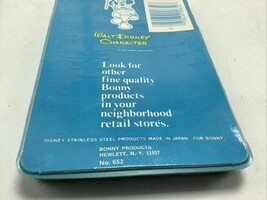 WALT DISNEY
CHARACTER
Look for
other
fine quality
Bonny
products
in your
neighborhood
retail stores.
DISNEY STAINLESS STEEL PRODUCTS MADE IN JAPAN FOR BONNY
BONNY PRODUCTS
HEWLETT, N. Y. 11557
No. 652